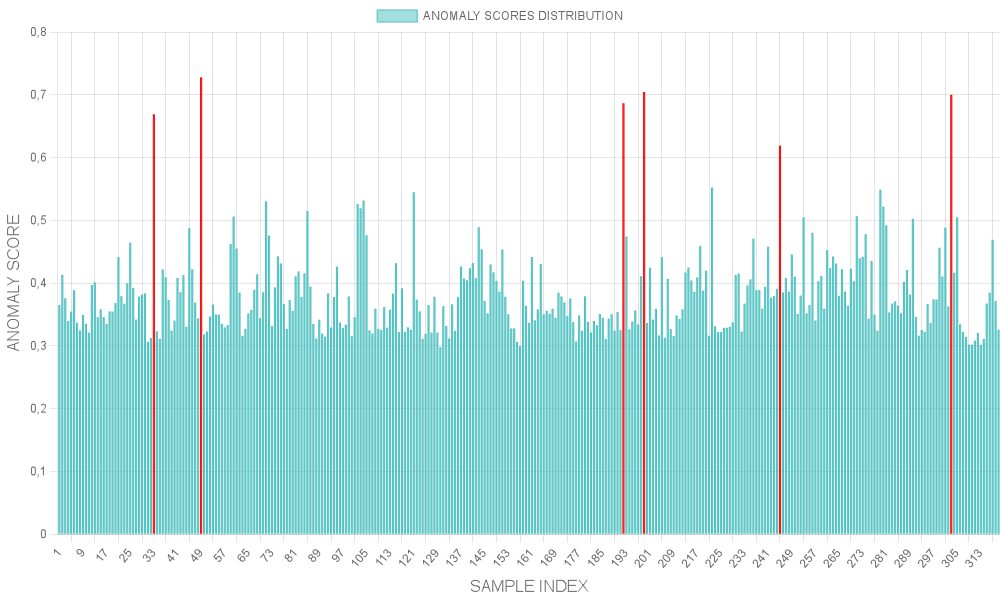 ANOMALY SCORES DISTRIBUTION
0,8
0,7
0,6
0,5
0,4
0,3
0,2
0,1
0
ANOMALY SCORE
1 9 17 25 33 41 49 57 65 73 81 89 97 105 113 121 129 137 145 153 161 169 177 185 193 201 209 217 225 233 241 249 257 265 273 281 289 297 305 313
SAMPLE INDEX